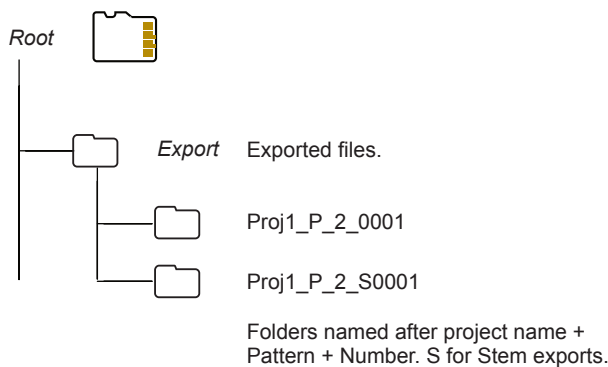 Root
Export Exported files.
Proj1_P_2_0001
Proj1_P_2_S0001
Folders named after project name +
Pattern + Number. S for Stem exports.